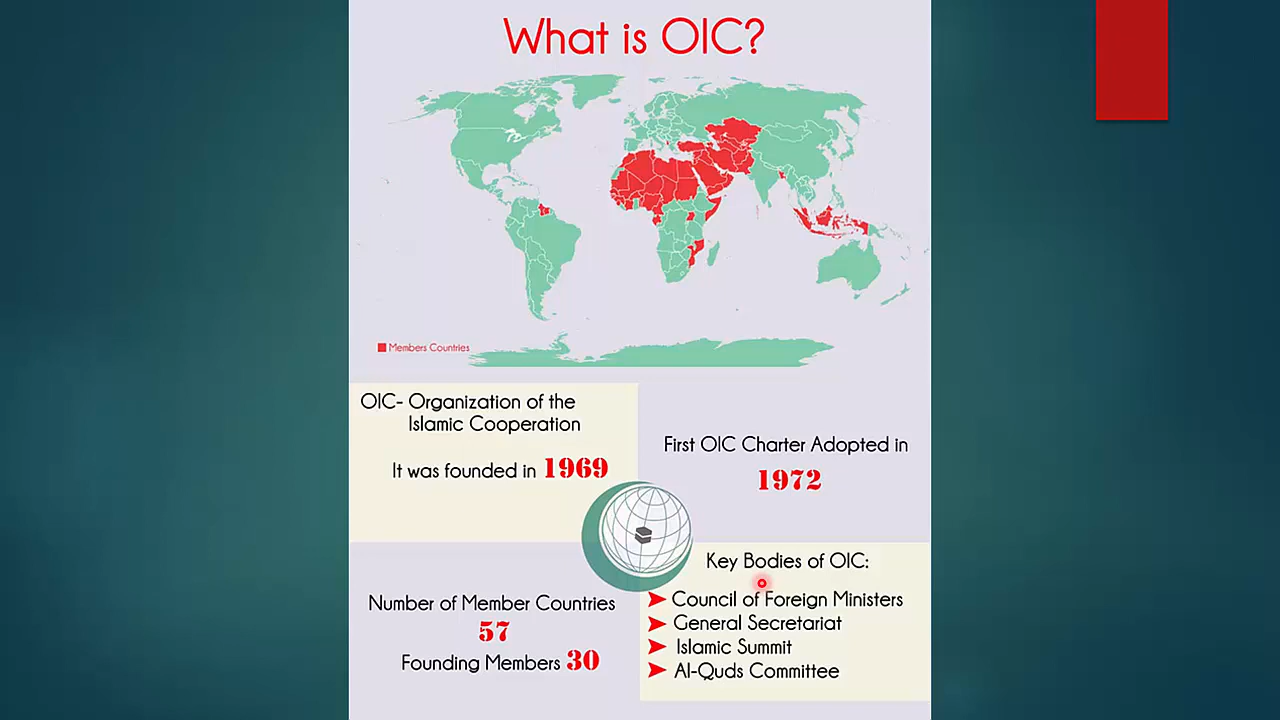 What is OIC?
Members Countries
OIC- Organization of the
Islamic Cooperation
It was founded in 1969
First OIC Charter Adopted in
1972
Number of Member Countries
57
Founding Members 30
Key Bodies of OIC:
Council of Foreign Ministers
General Secretariat
Islamic Summit
Al-Quds Committee